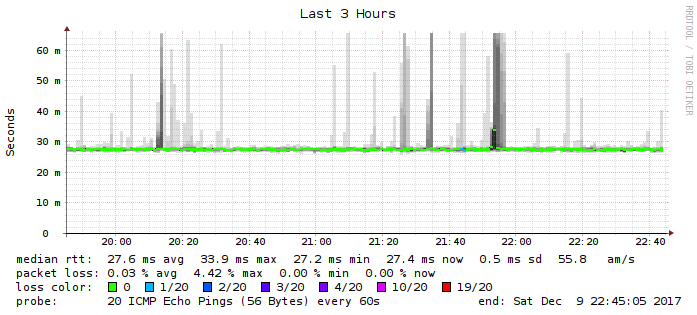 Last 3 Hours
RRDTOOL / TOBI OETIKER
Seconds
60 m
50 m
40 m
30 m
20 m
10 m
0
20:00 20:20 20:40 21:00 21:20 21:40 22:00 22:20 22:40
median rtt: 27.6 ms avg 33.9 ms max 27.2 ms min 27.4 ms now 0.5 ms sd 55.8 am/s
packet loss: 0.03 % avg 4.42 % max 0.00 % min 0.00 % now
loss color: 0 1/20 2/20 3/20 4/20 10/20 19/20
probe: 20 ICMP Echo Pings (56 Bytes) every 60s end: Sat Dec 9 22:45:05 2017